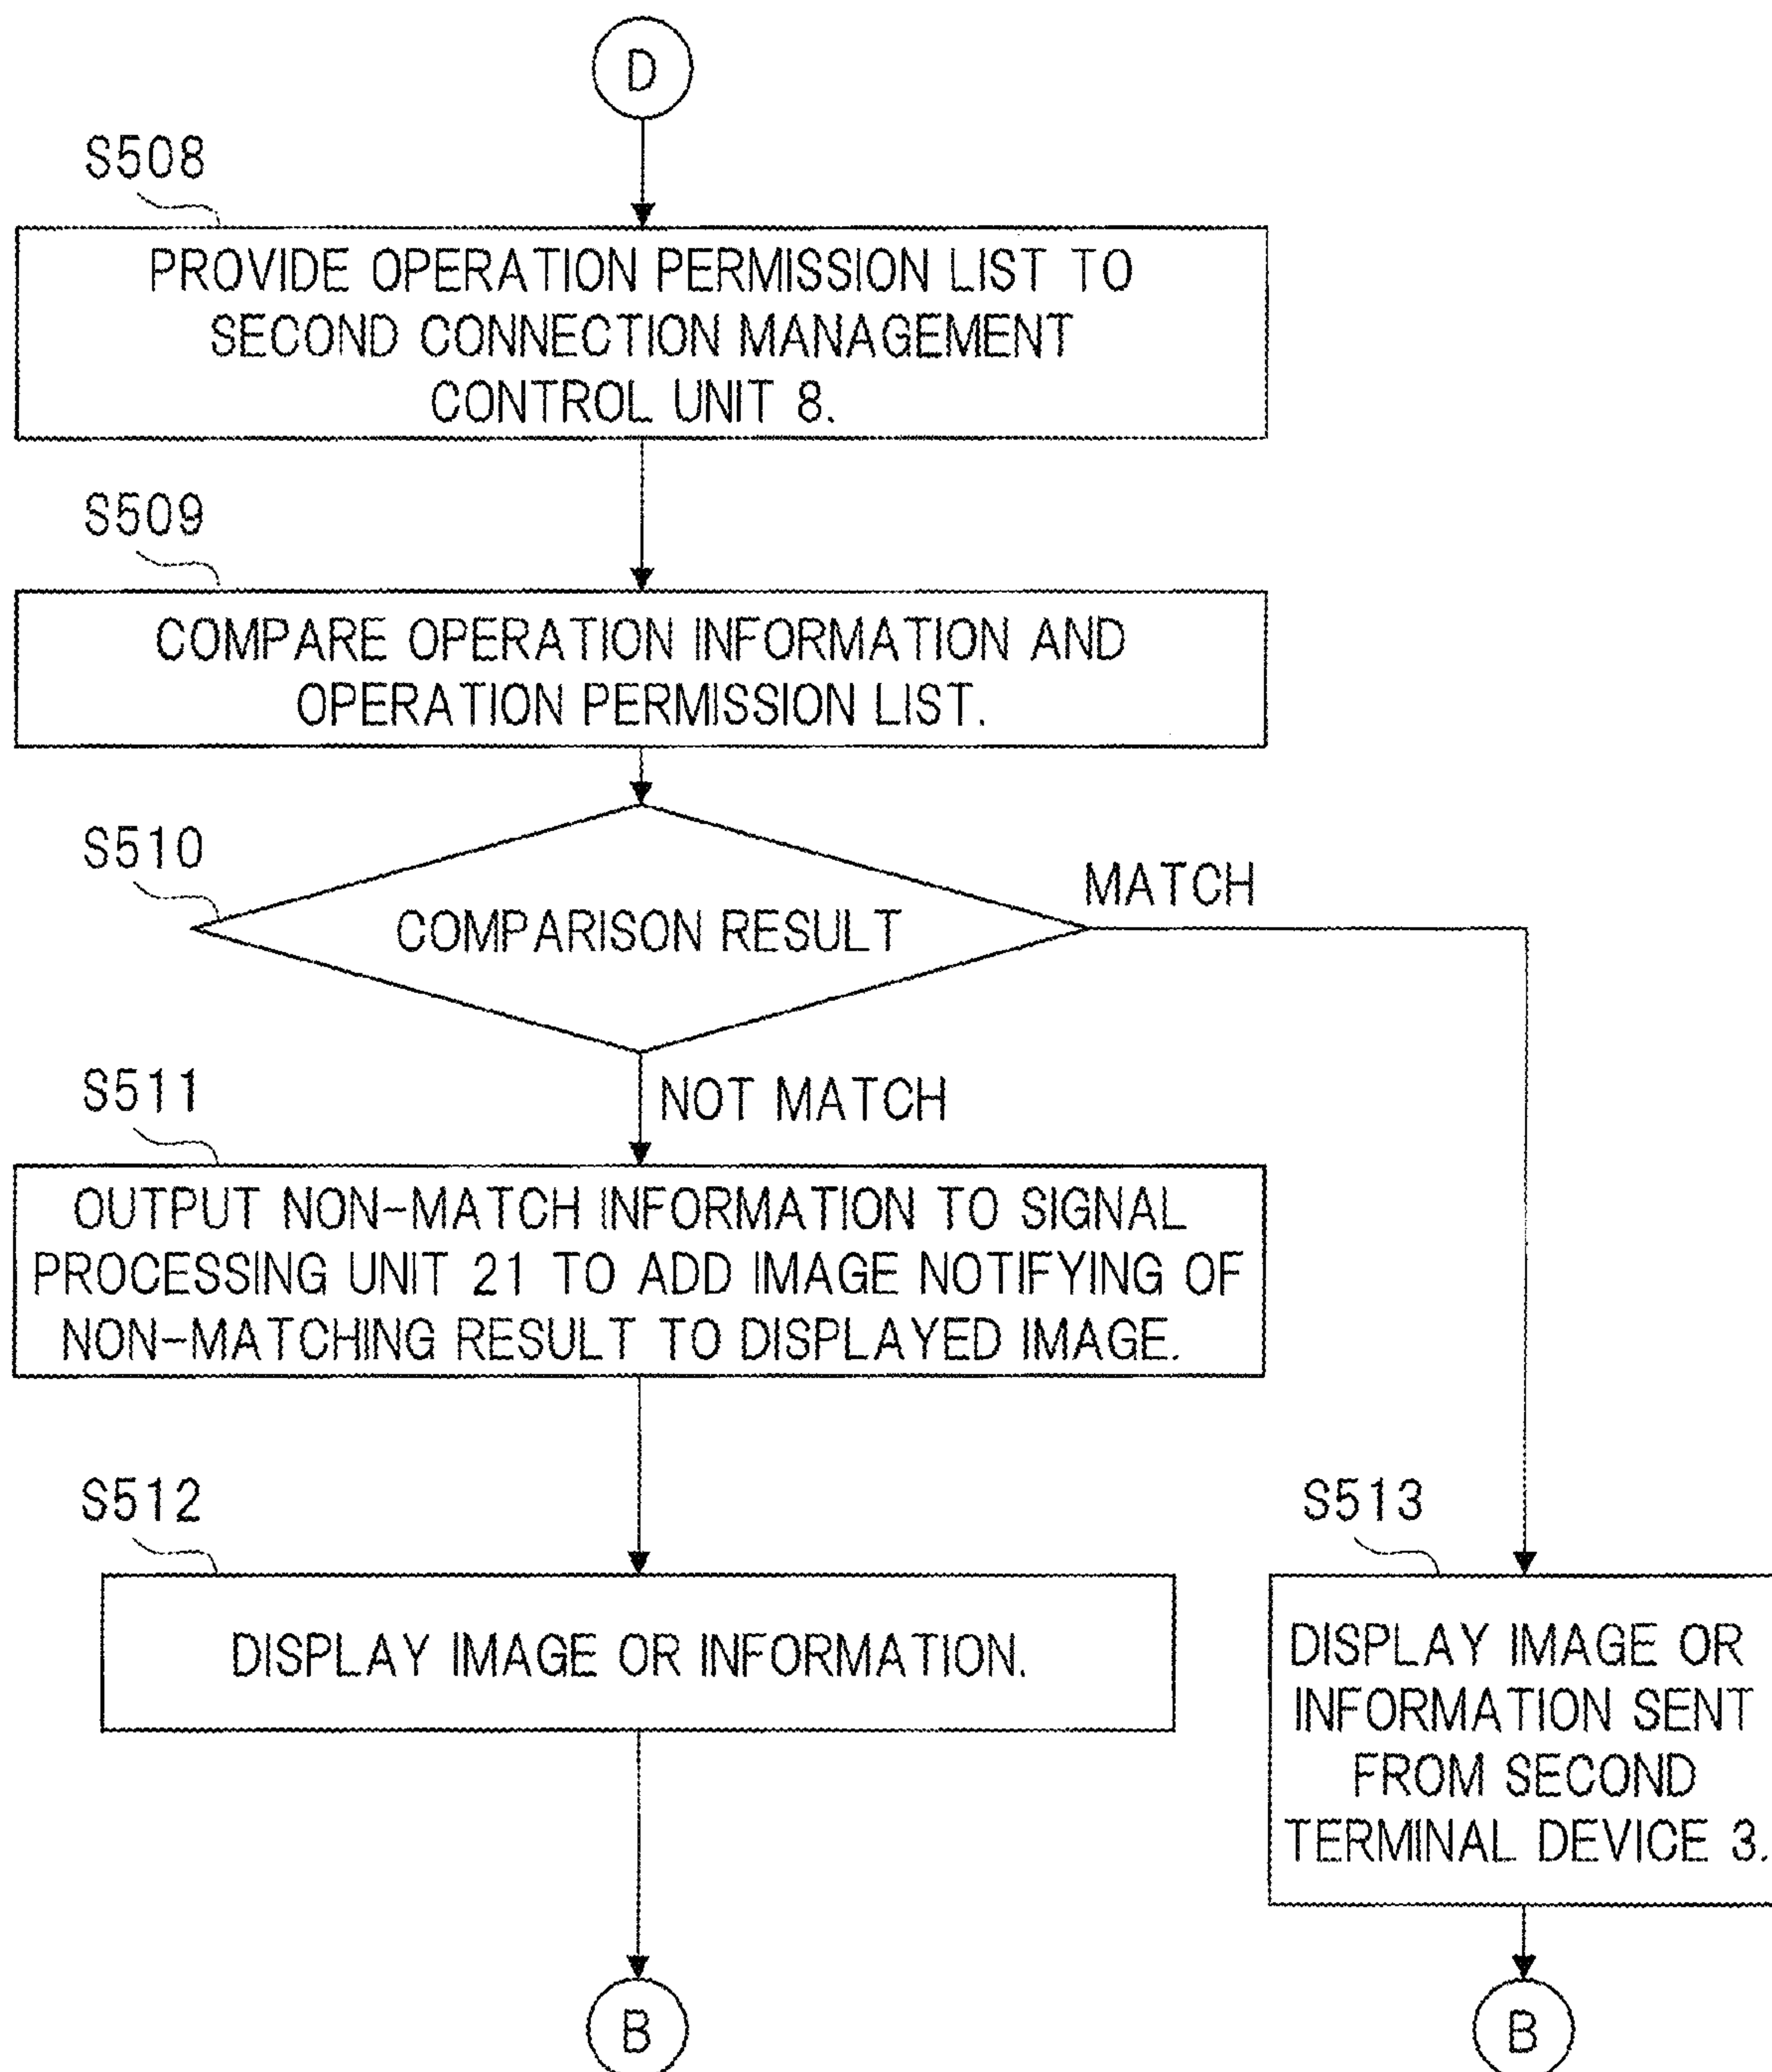 D
S508
PROVIDE OPERATION PERMISSION LIST TO
SECOND CONNECTION MANAGEMENT
CONTROL UNIT 8.
S509
COMPARE OPERATION INFORMATION AND
OPERATION PERMISSION LIST.
S510
COMPARISON RESULT
MATCH
NOT MATCH
S511
OUTPUT NON-MATCH INFORMATION TO SIGNAL
PROCESSING UNIT 21 TO ADD IMAGE NOTIFYING OF
NON-MATCHING RESULT TO DISPLAYED IMAGE.
S512
DISPLAY IMAGE OR INFORMATION.
S513
DISPLAY IMAGE OR
INFORMATION SENT
FROM SECOND
TERMINAL DEVICE 3.
B
B